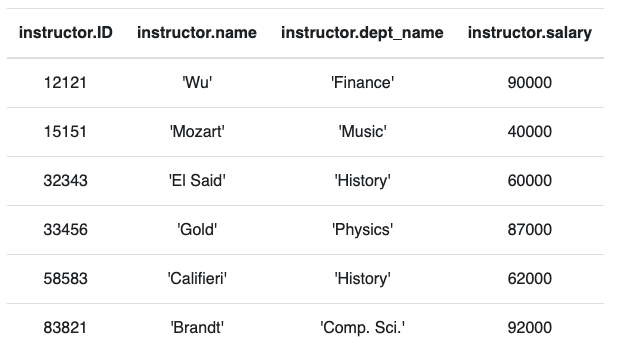 instructor.ID instructor.name instructor.dept_name instructor.salary
12121 'Wu' 'Finance' 90000
15151 'Mozart' 'Music' 40000
32343 'El Said' 'History' 60000
33456 'Gold' 'Physics' 87000
58583 'Califieri' 'History' 62000
83821 'Brandt' 'Comp. Sci.' 92000